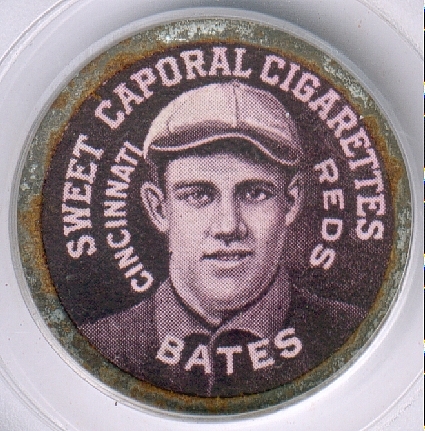 SWEET CAPORAL CIGARETTES
CINCINNATI REDS
BATES